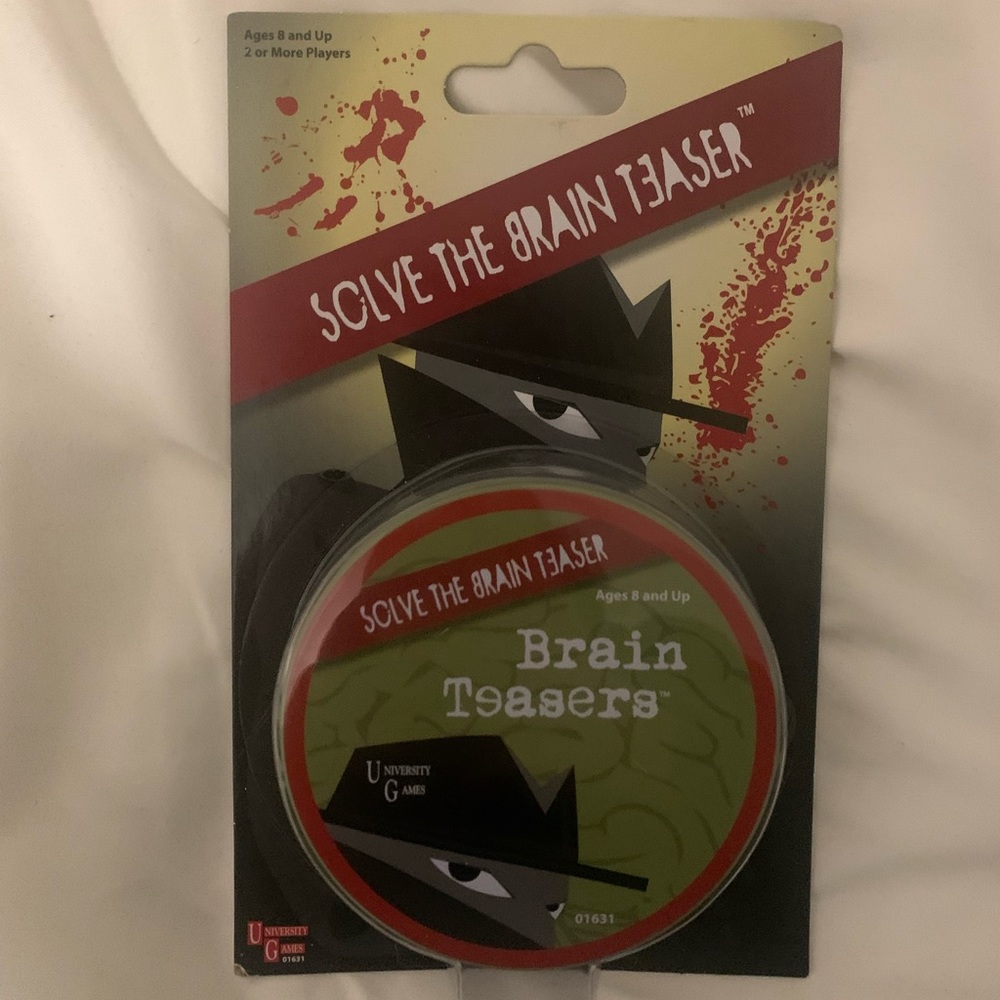 Ages 8 and Up
2 or More Players
SOLVE THE BRAIN TEASER™
SOLVE THE BRAIN TEASER
Ages 8 and Up
Brain
Teasers™
UNIVERSITY
GAMES
01631
UNIVERSITY
GAMES
01631